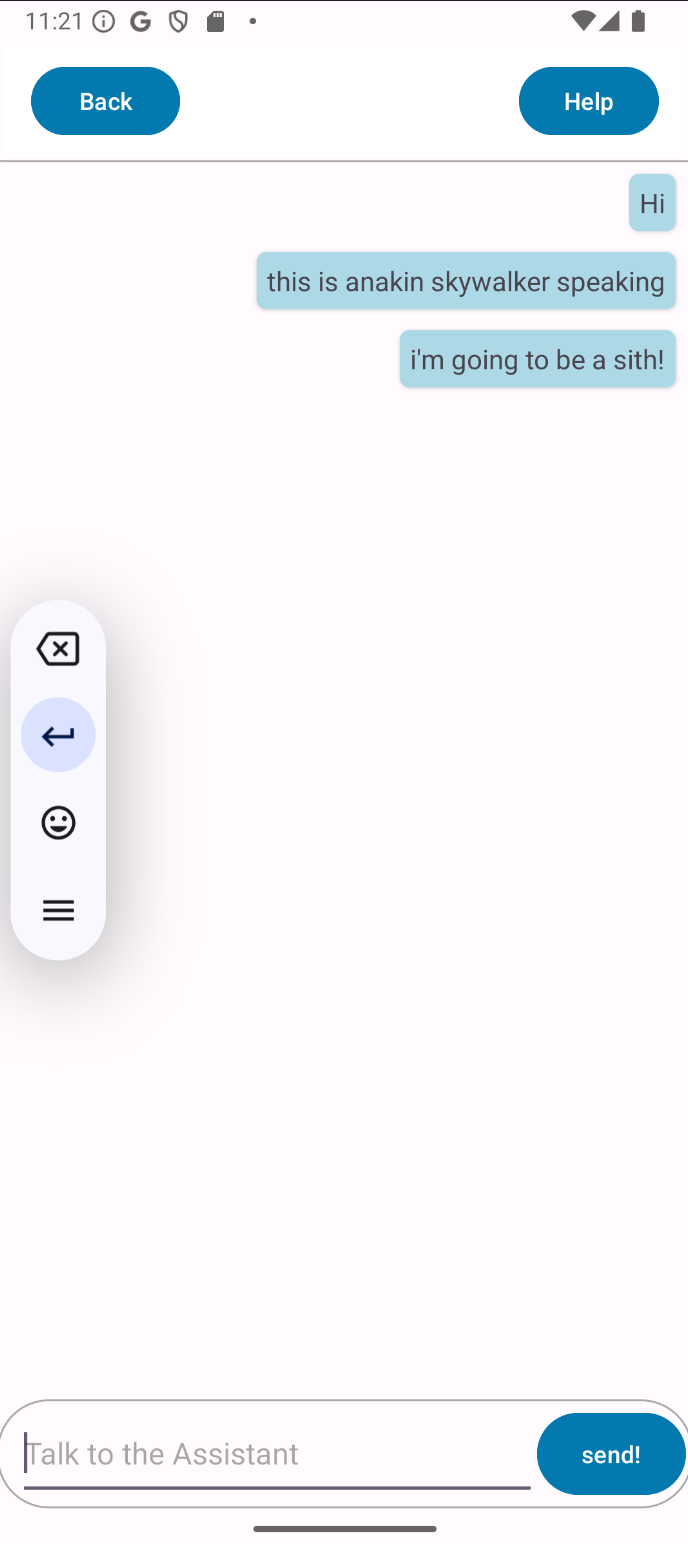 11:21
Back
Help
Hi
this is anakin skywalker speaking
i'm going to be a sith!
Talk to the Assistant
send!